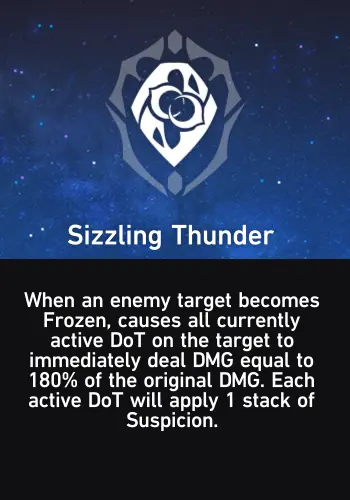 Sizzling Thunder
When an enemy target becomes
Frozen, causes all currently
active DoT on the target to
immediately deal DMG equal to
180% of the original DMG. Each
active DoT will apply 1 stack of
Suspicion.